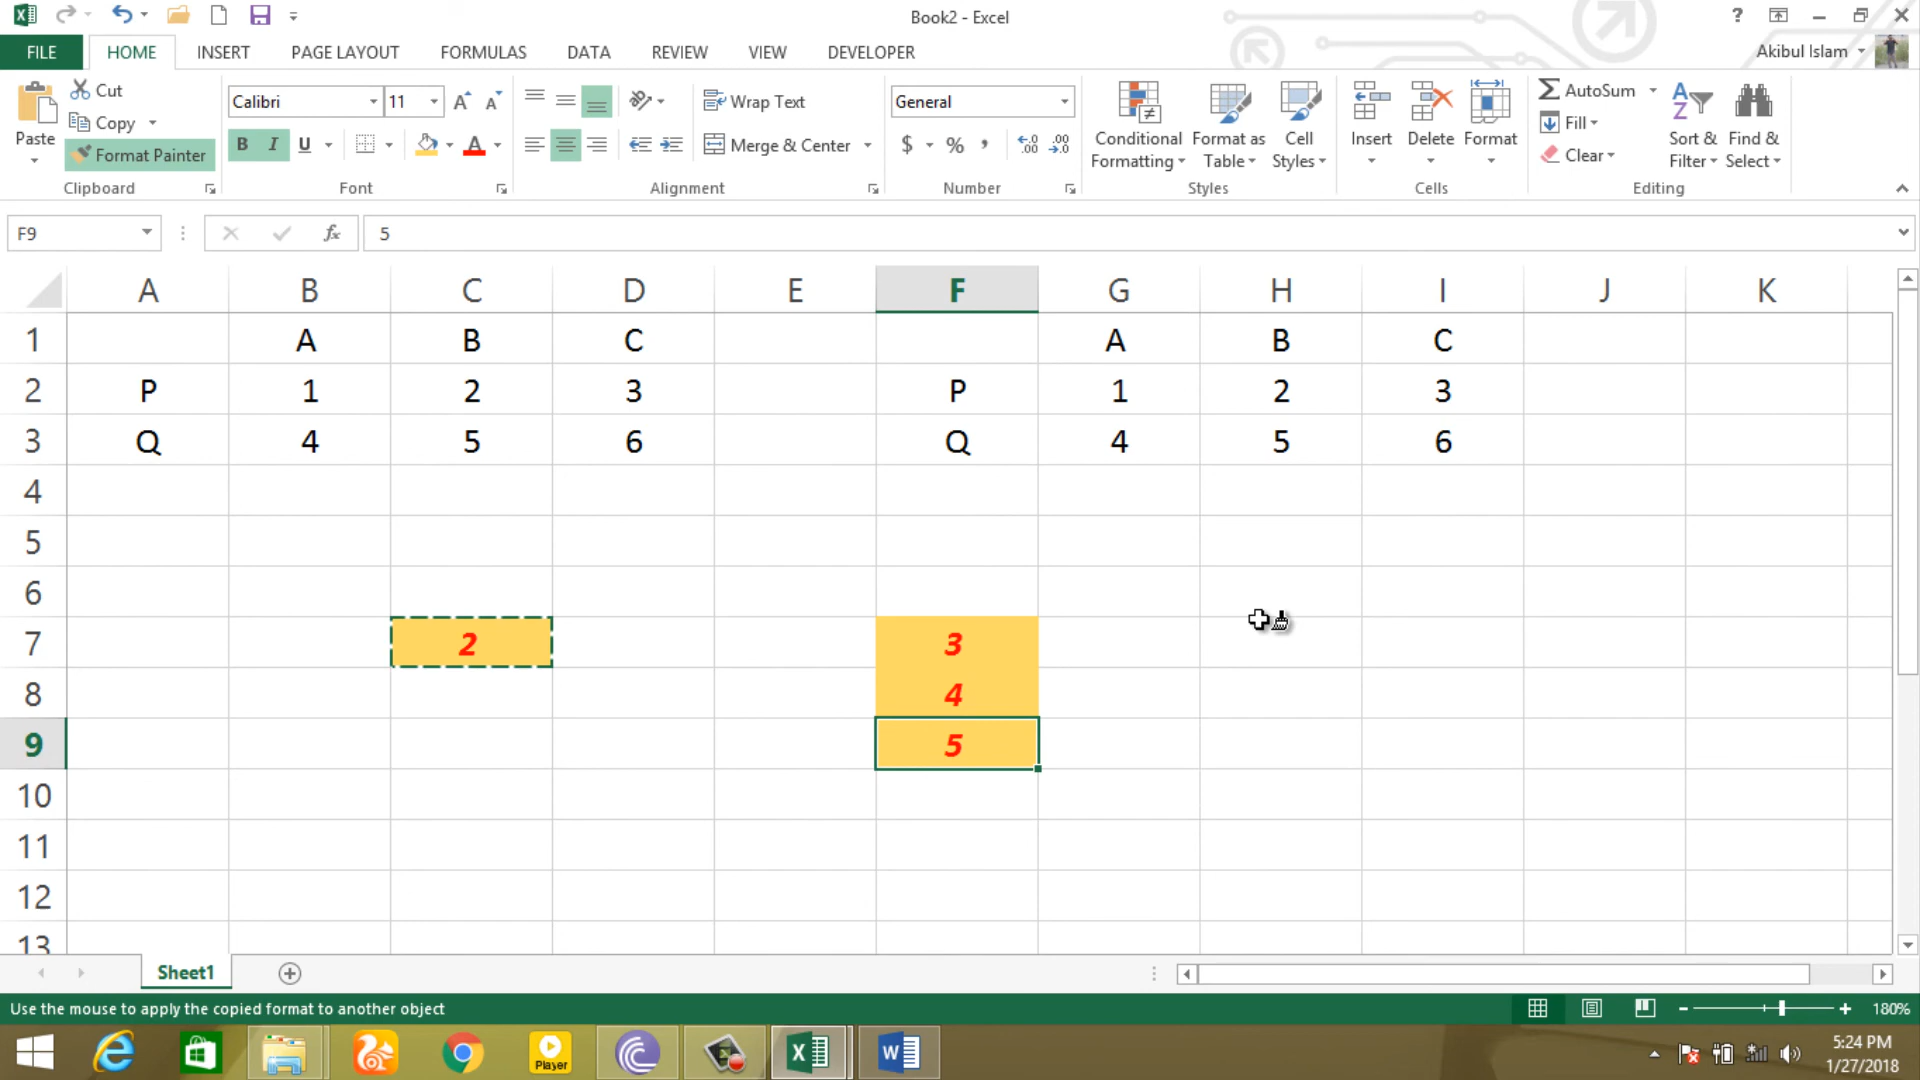 Book2 - Excel
?
FILE HOME INSERT PAGE LAYOUT FORMULAS DATA REVIEW VIEW DEVELOPER Akibul Islam
Paste
Cut
Copy
Format Painter
Clipboard
Calibri 11
B I U
Font
Wrap Text
Merge & Center
Alignment
General
$ % ,
Number
Conditional Formatting
Format as Table
Cell Styles
Styles
Insert Delete Format
Cells
AutoSum
Fill
Clear
Sort & Filter
Find & Select
Editing
F9 fx 5
A B C D E F G H I J K
1 A B C A B C
2 P 1 2 3 P 1 2 3
3 Q 4 5 6 Q 4 5 6
4
5
6
7 2 3
8 4
9 5
10
11
12
13
Sheet1
Use the mouse to apply the copied format to another object 180%
Player
5:24 PM
1/27/2018